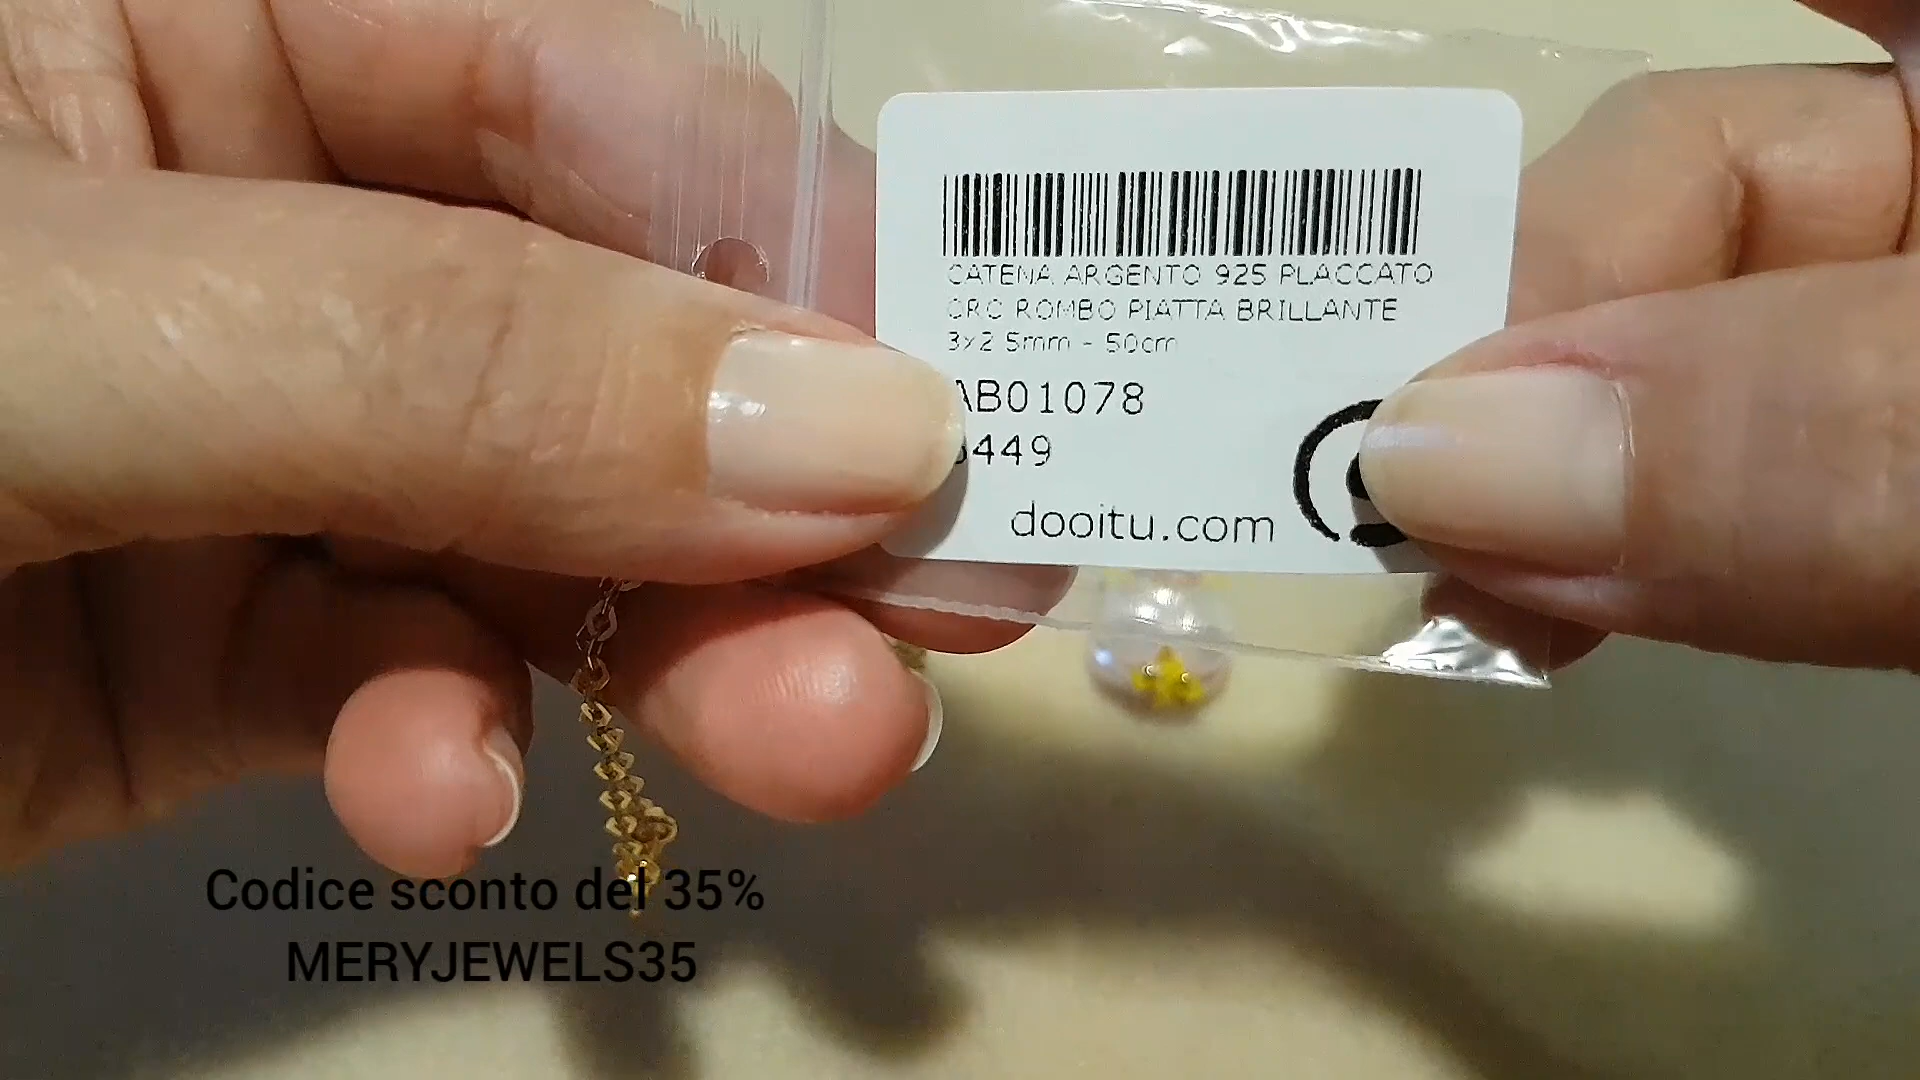 CATENA ARGENTO 925 PLACCATO
ORO ROMBO PIATTA BRILLANTE
3x2.5mm - 50cm
AB01078
449
dooitu.com
Codice sconto del 35%
MERYJEWELS35